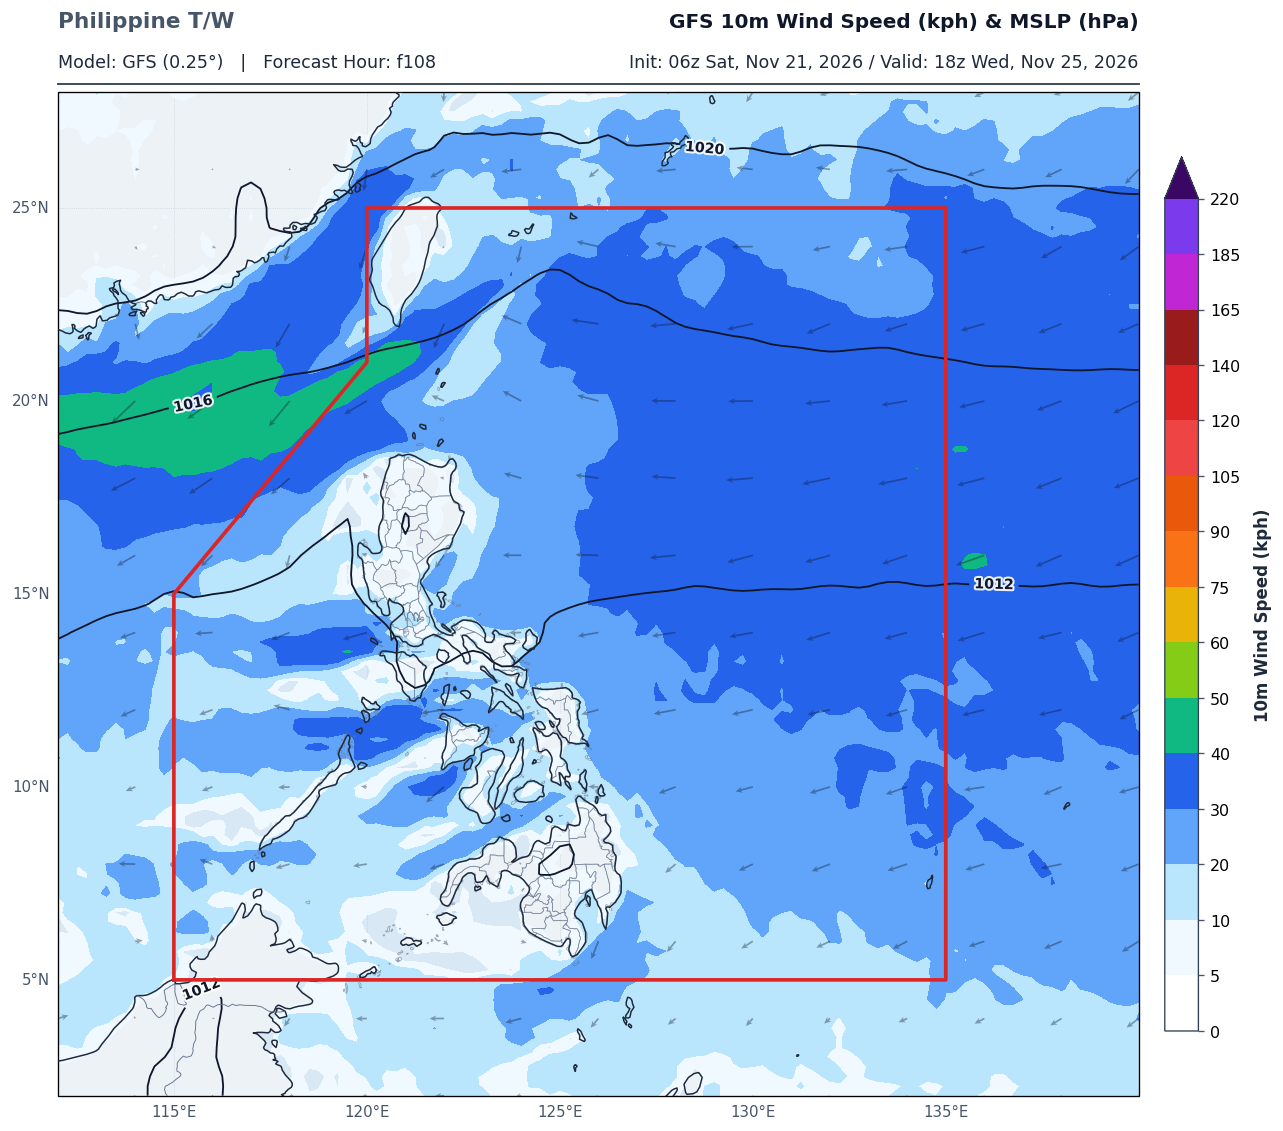 Philippine T/W
GFS 10m Wind Speed (kph) & MSLP (hPa)
Model: GFS (0.25°) | Forecast Hour: f108
Init: 06z Sat, Nov 21, 2026 / Valid: 18z Wed, Nov 25, 2026
25°N
20°N
15°N
10°N
5°N
115°E
120°E
125°E
130°E
135°E
1020
1016
1012
1012
220
185
165
140
120
105
90
75
60
50
40
30
20
10
5
0
10m Wind Speed (kph)